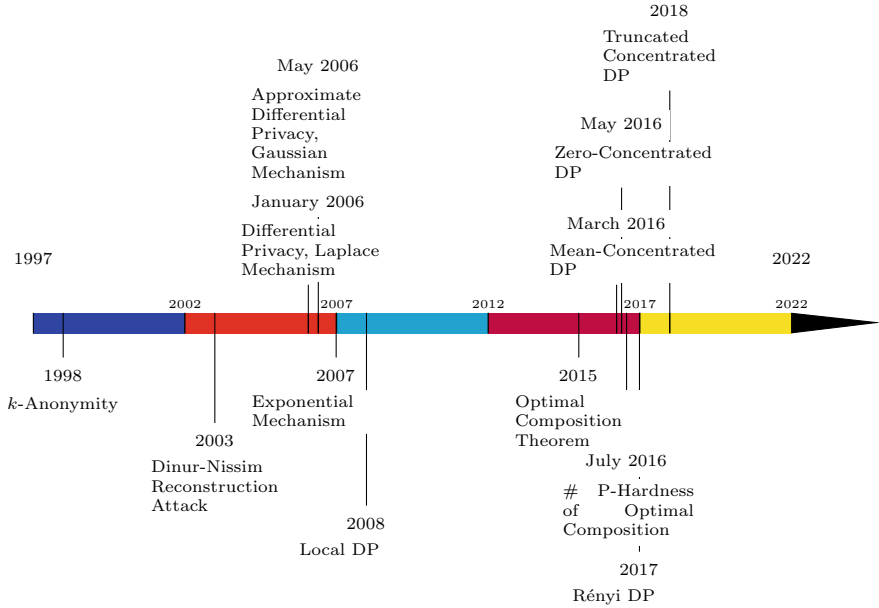 2018
Truncated
Concentrated
DP
May 2006
Approximate
Differential
Privacy,
Gaussian
Mechanism
May 2016
Zero-Concentrated
DP
January 2006
Differential
Privacy, Laplace
Mechanism
March 2016
Mean-Concentrated
DP
1997
2022
2002
2007
2012
2017
2022
1998
k-Anonymity
2003
Dinur-Nissim
Reconstruction
Attack
2007
Exponential
Mechanism
2008
Local DP
2015
Optimal
Composition
Theorem
July 2016
# P-Hardness
of Optimal
Composition
2017
Rényi DP